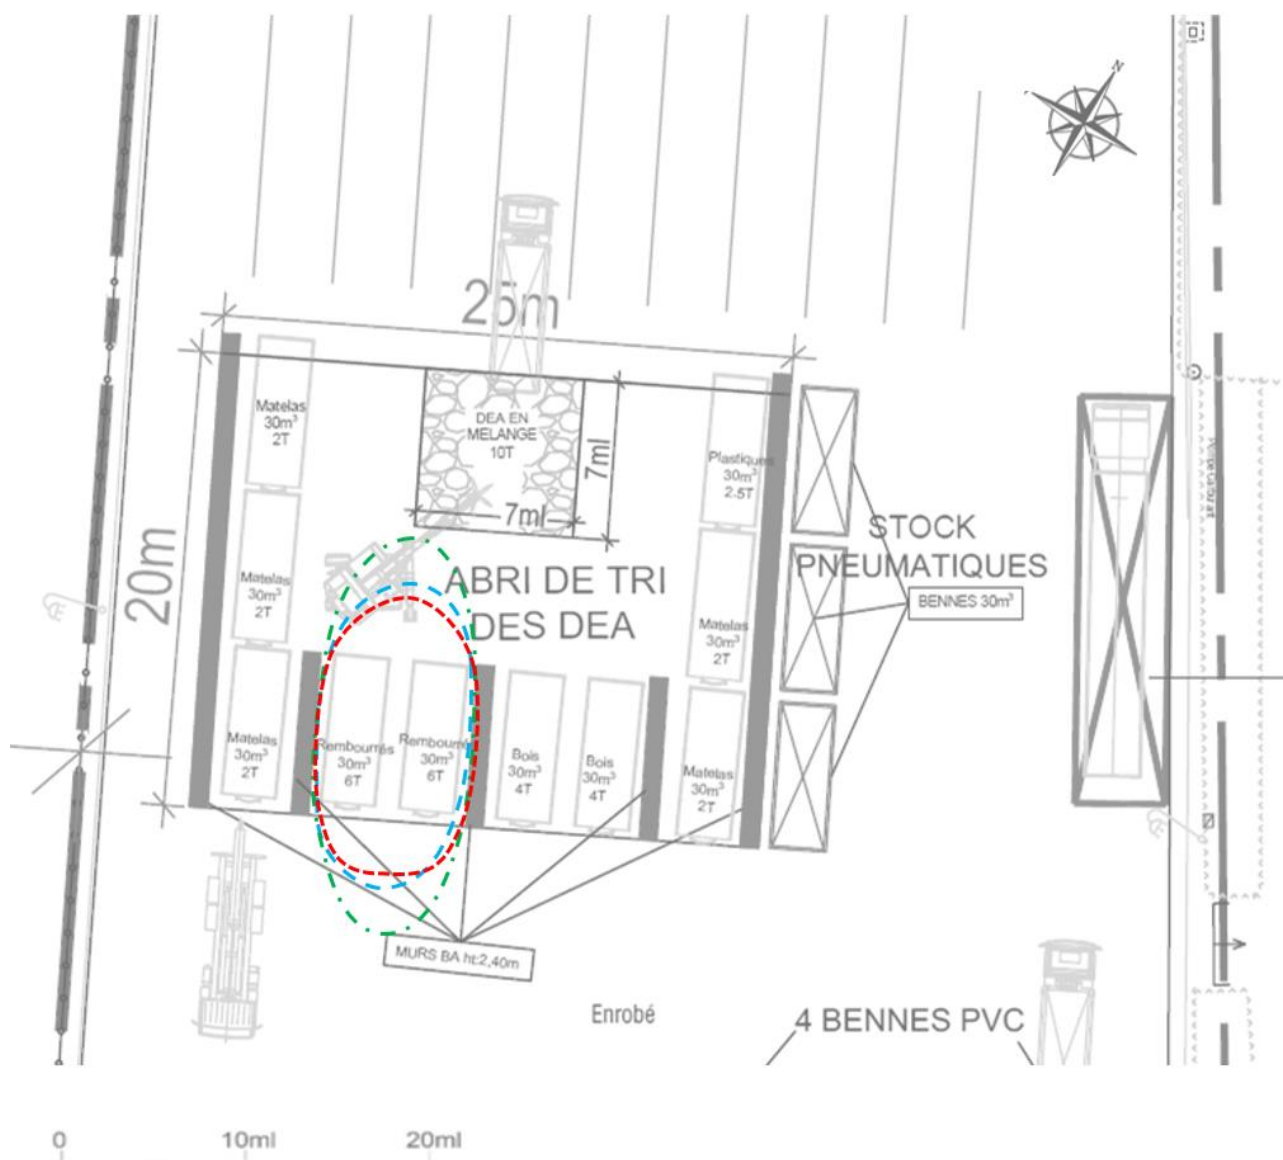 N
25m
Matelas
30m³
2T
DEA EN
MELANGE
10T
7ml
7ml
Plastiques
30m³
2.5T
STOCK
PNEUMATIQUES
BENNES 30m³
20m
Matelas
30m³
2T
ABRI DE TRI
DES DEA
Matelas
30m³
2T
Matelas
30m³
2T
Rembourrés
30m³
6T
Rembourré
30m³
6T
Bois
30m³
4T
Bois
30m³
4T
Matelas
30m³
2T
MURS BA ht:2,40m
Enrobé
4 BENNES PVC
0
10ml
20ml